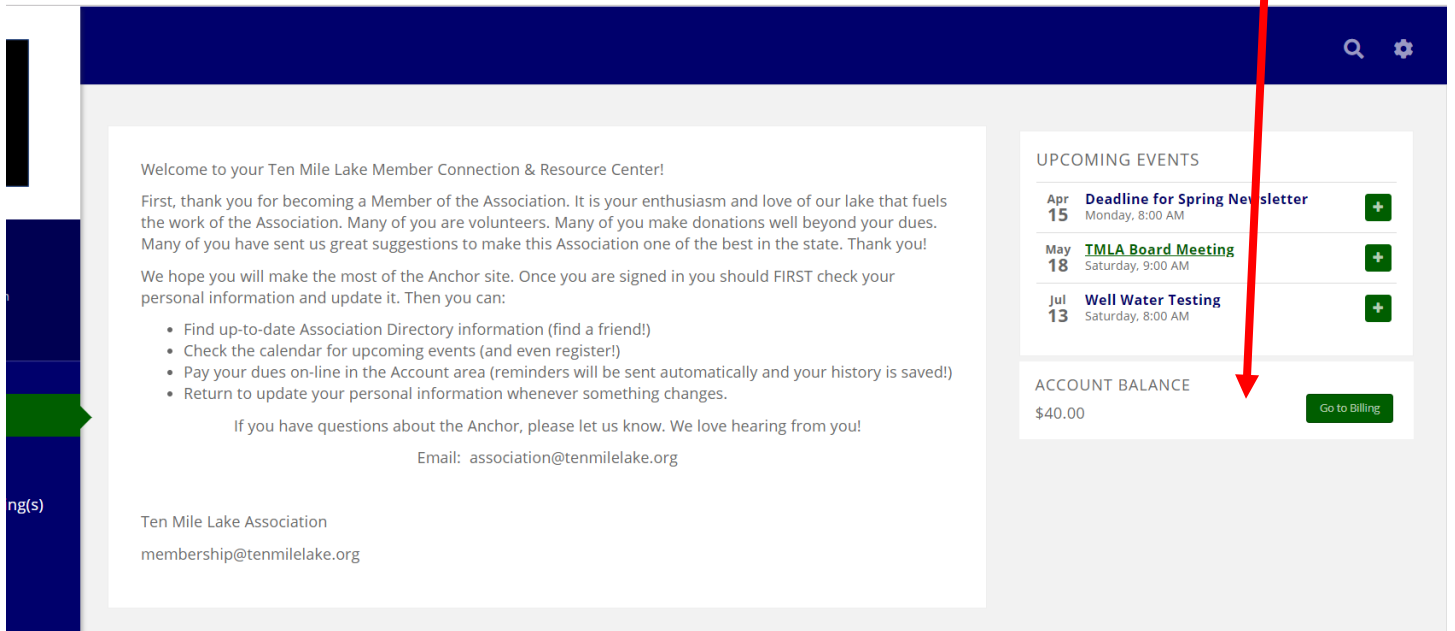 Welcome to your Ten Mile Lake Member Connection & Resource Center!
First, thank you for becoming a Member of the Association. It is your enthusiasm and love of our lake that fuels
the work of the Association. Many of you are volunteers. Many of you make donations well beyond your dues.
Many of you have sent us great suggestions to make this Association one of the best in the state. Thank you!
We hope you will make the most of the Anchor site. Once you are signed in you should FIRST check your
personal information and update it. Then you can:
• Find up-to-date Association Directory information (find a friend!)
• Check the calendar for upcoming events (and even register!)
• Pay your dues on-line in the Account area (reminders will be sent automatically and your history is saved!)
• Return to update your personal information whenever something changes.
If you have questions about the Anchor, please let us know. We love hearing from you!
Email: association@tenmilelake.org
Ten Mile Lake Association
membership@tenmilelake.org
UPCOMING EVENTS
Apr 15 Deadline for Spring Newsletter
Monday, 8:00 AM
May 18 TMLA Board Meeting
Saturday, 9:00 AM
Jul 13 Well Water Testing
Saturday, 8:00 AM
ACCOUNT BALANCE
$40.00
Go to Billing
ng(s)